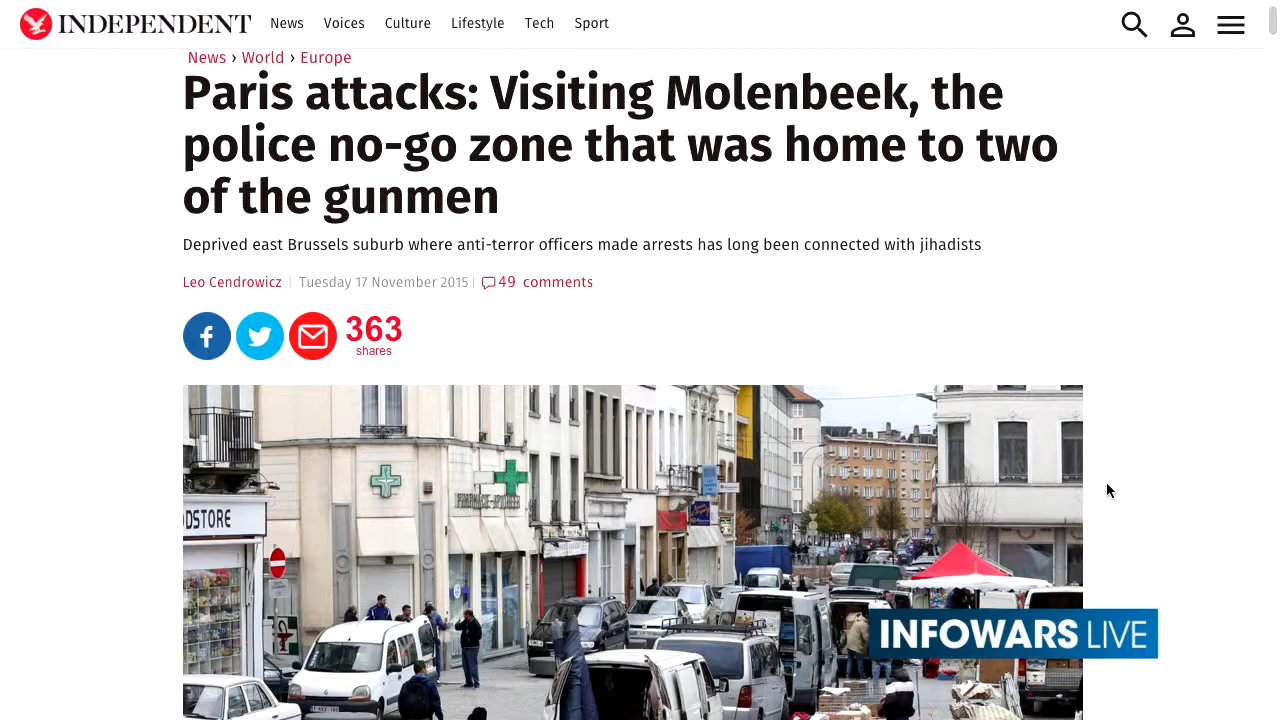 INDEPENDENT News Voices Culture Lifestyle Tech Sport
News › World › Europe
Paris attacks: Visiting Molenbeek, the
police no-go zone that was home to two
of the gunmen
Deprived east Brussels suburb where anti-terror officers made arrests has long been connected with jihadists
Leo Cendrowicz | Tuesday 17 November 2015 | 49 comments
363
shares
DSTORE
INFOWARS LIVE